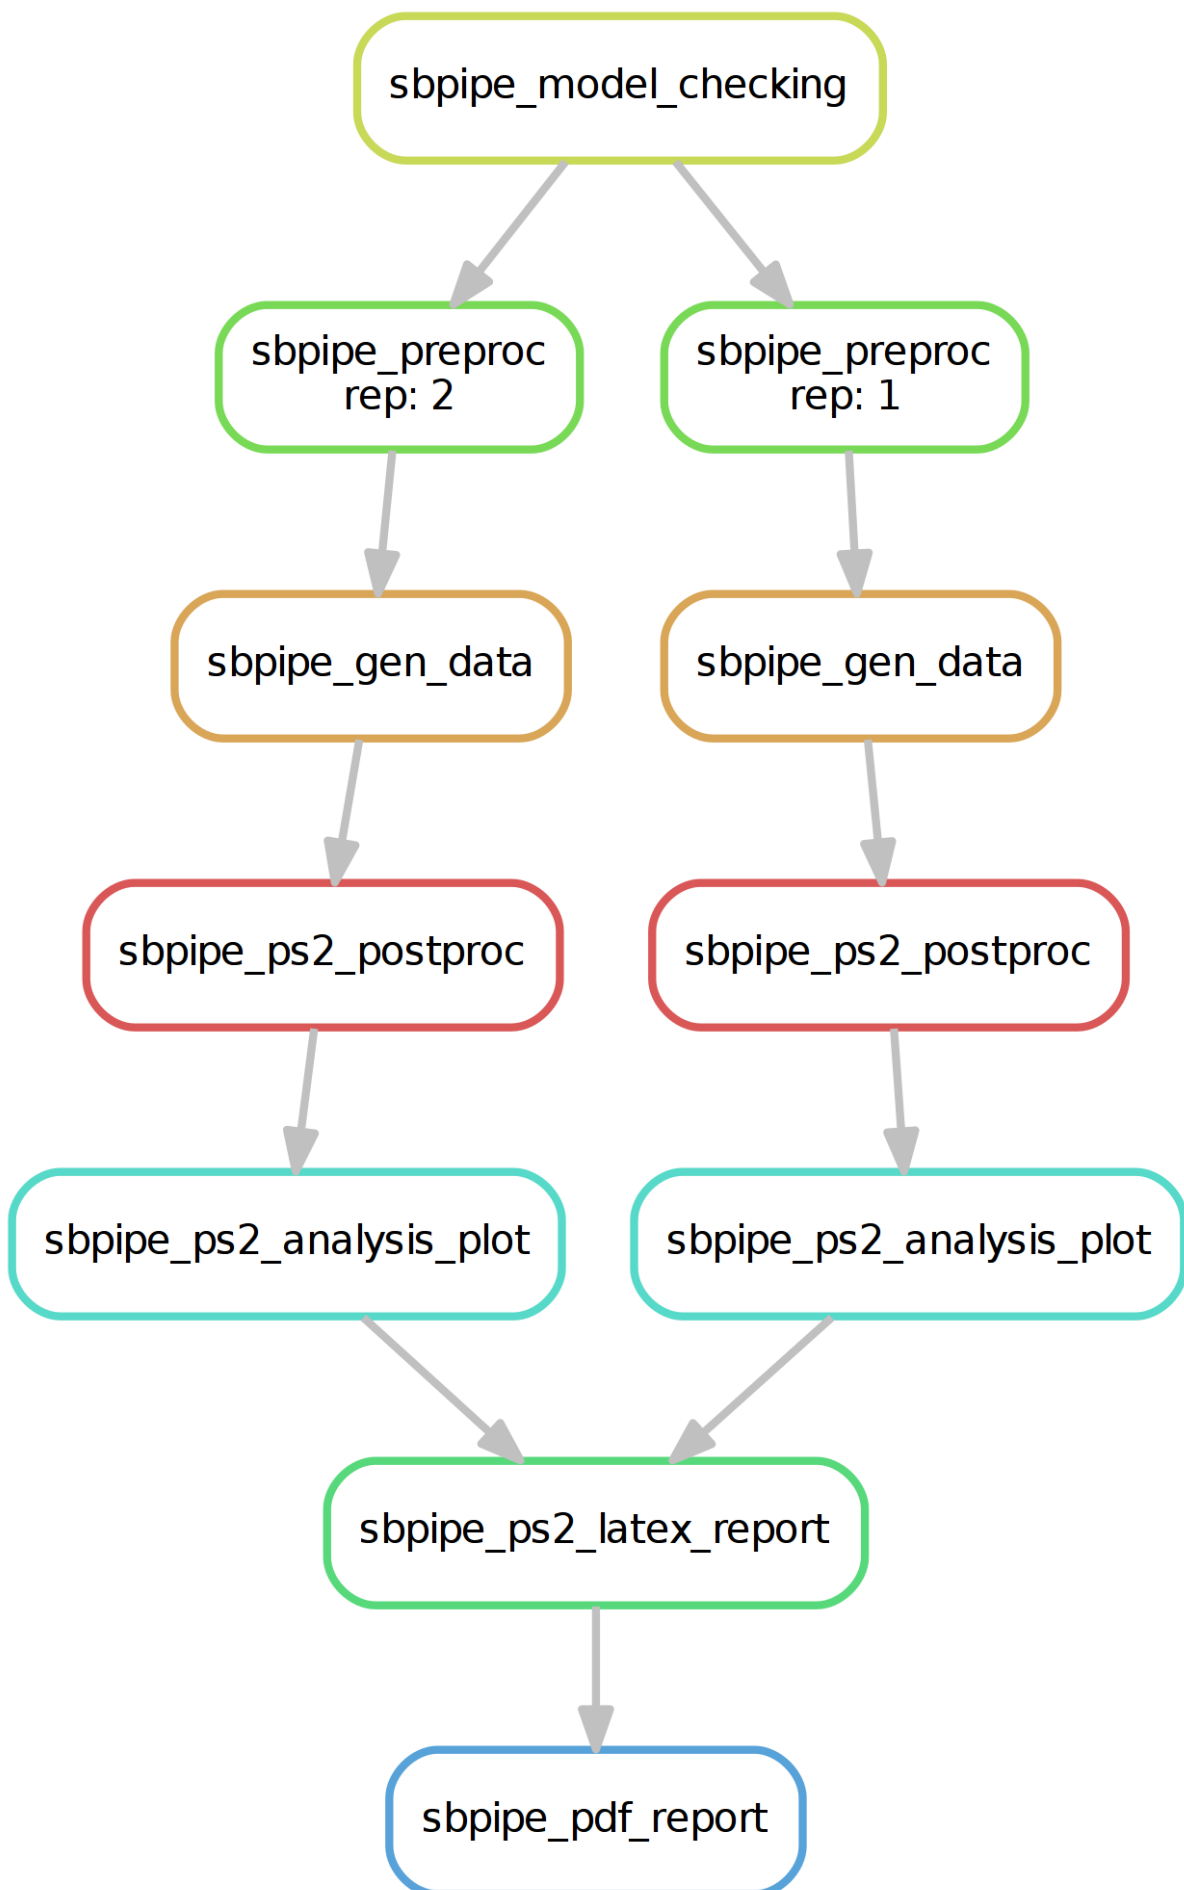 sbpipe_model_checking
sbpipe_preproc
rep: 2
sbpipe_preproc
rep: 1
sbpipe_gen_data
sbpipe_gen_data
sbpipe_ps2_postproc
sbpipe_ps2_postproc
sbpipe_ps2_analysis_plot
sbpipe_ps2_analysis_plot
sbpipe_ps2_latex_report
sbpipe_pdf_report